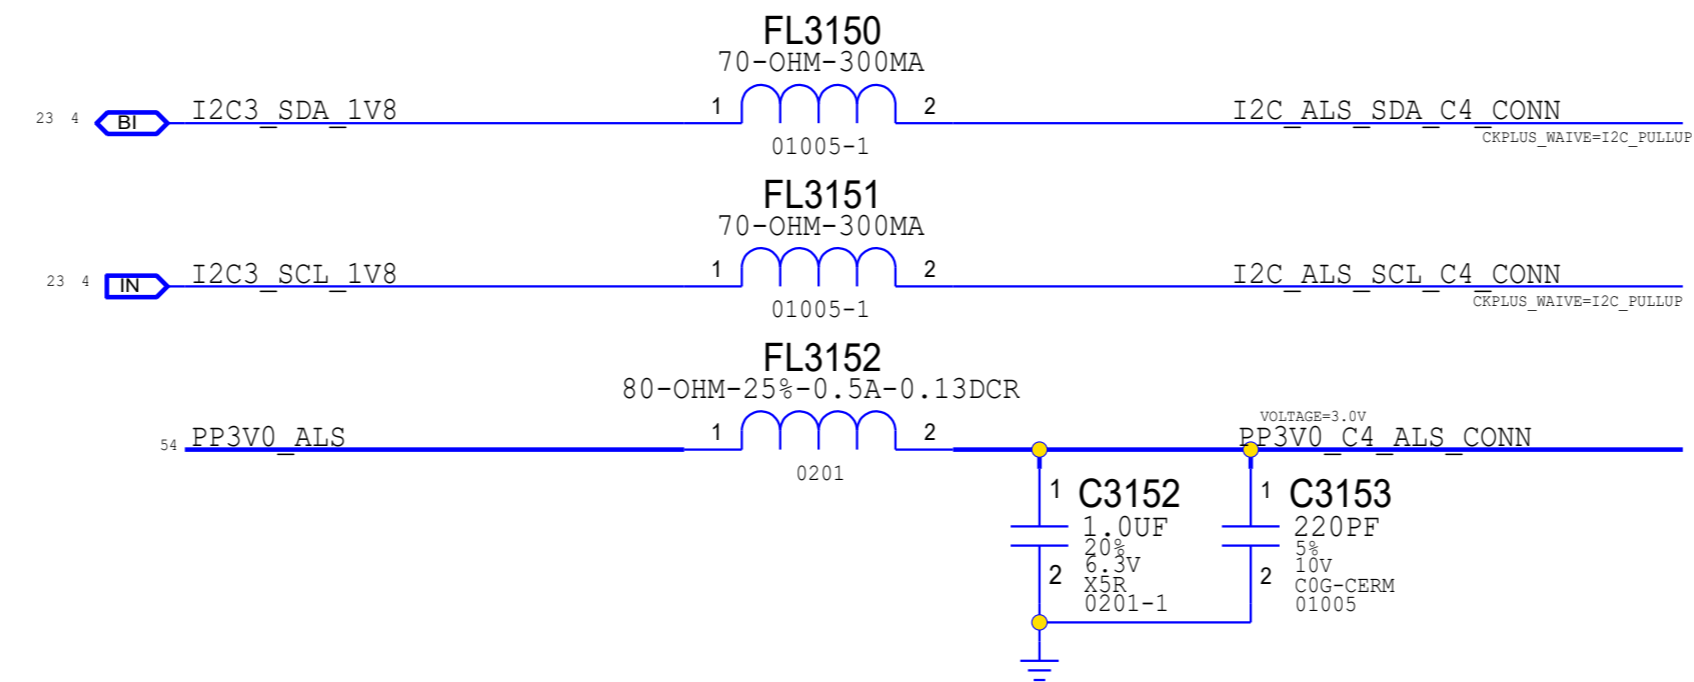 FL3150
70-OHM-300MA
23 4 BI I2C3_SDA_1V8 1 2 I2C_ALS_SDA_C4_CONN
CKPLUS_WAIVE=I2C_PULLUP
01005-1
FL3151
70-OHM-300MA
23 4 IN I2C3_SCL_1V8 1 2 I2C_ALS_SCL_C4_CONN
CKPLUS_WAIVE=I2C_PULLUP
01005-1
FL3152
80-OHM-25%-0.5A-0.13DCR
VOLTAGE=3.0V
54 PP3V0_ALS 1 2 PP3V0_C4_ALS_CONN
0201
1 C3152
1.0UF
20%
6.3V
2 X5R
0201-1
1 C3153
220PF
5%
10V
2 C0G-CERM
01005